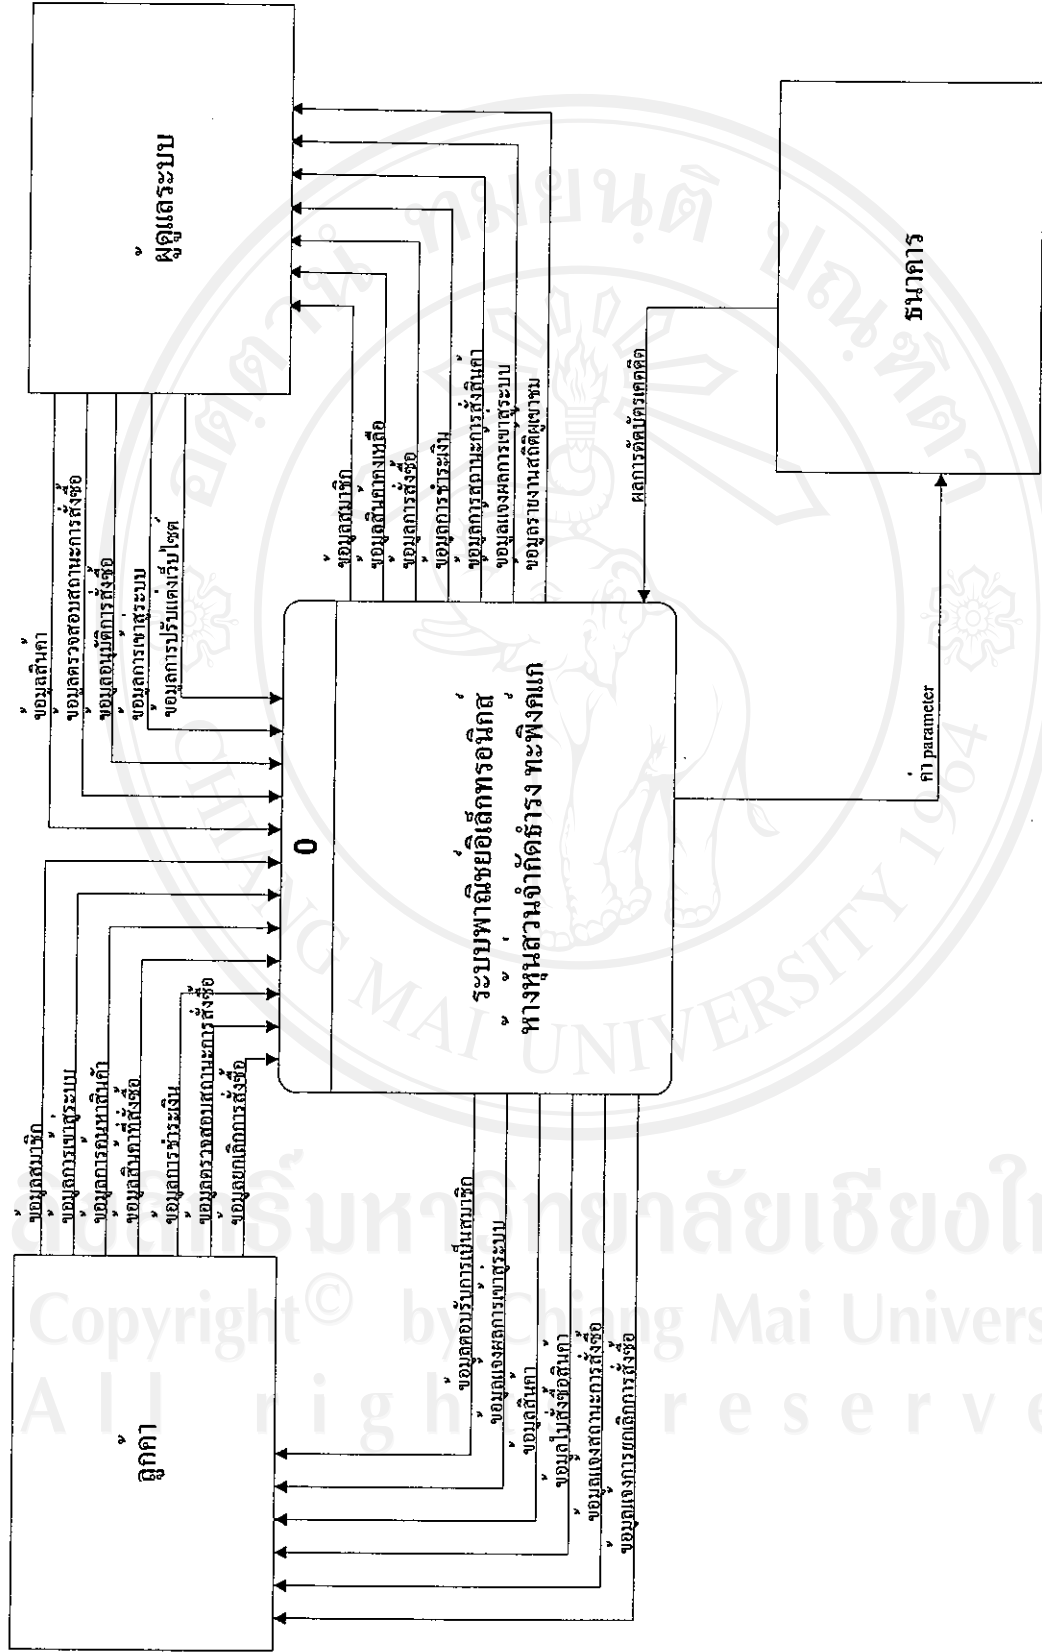 ลูกค้า
ข้อมูลสมาชิก
ข้อมูลการเข้าสู่ระบบ
ข้อมูลการค้นหาสินค้า
ข้อมูลสินค้าที่สั่งซื้อ
ข้อมูลการชำระเงิน
ข้อมูลตรวจสอบสถานะการสั่งซื้อ
ข้อมูลยกเลิกการสั่งซื้อ
ข้อมูลตอบรับการเป็นสมาชิก
ข้อมูลแจ้งผลการเข้าสู่ระบบ
ข้อมูลสินค้า
ข้อมูลใบสั่งซื้อสินค้า
ข้อมูลแจ้งสถานะการสั่งซื้อ
ข้อมูลแจ้งการยกเลิกการสั่งซื้อ
0
ระบบพาณิชย์อิเล็กทรอนิกส์
ห้างหุ้นส่วนจำกัดธำรง ทะพิงค์แก
ข้อมูลสินค้า
ข้อมูลตรวจสอบสถานะการสั่งซื้อ
ข้อมูลอนุมัติการสั่งซื้อ
ข้อมูลการเข้าสู่ระบบ
ข้อมูลการปรับแต่งเว็บไซต์
ผู้ดูแลระบบ
ข้อมูลสมาชิก
ข้อมูลสินค้าคงเหลือ
ข้อมูลการสั่งซื้อ
ข้อมูลการชำระเงิน
ข้อมูลการสถานะการสั่งสินค้า
ข้อมูลแจ้งผลการเข้าสู่ระบบ
ข้อมูลรายงานสถิติผู้เข้าชม
ผลการตัดบัตรเครดิต
ค่า parameter
ธนาคาร
CHIANG MAI UNIVERSITY 1964
Copyright© by Chiang Mai Univers
All rights reserve